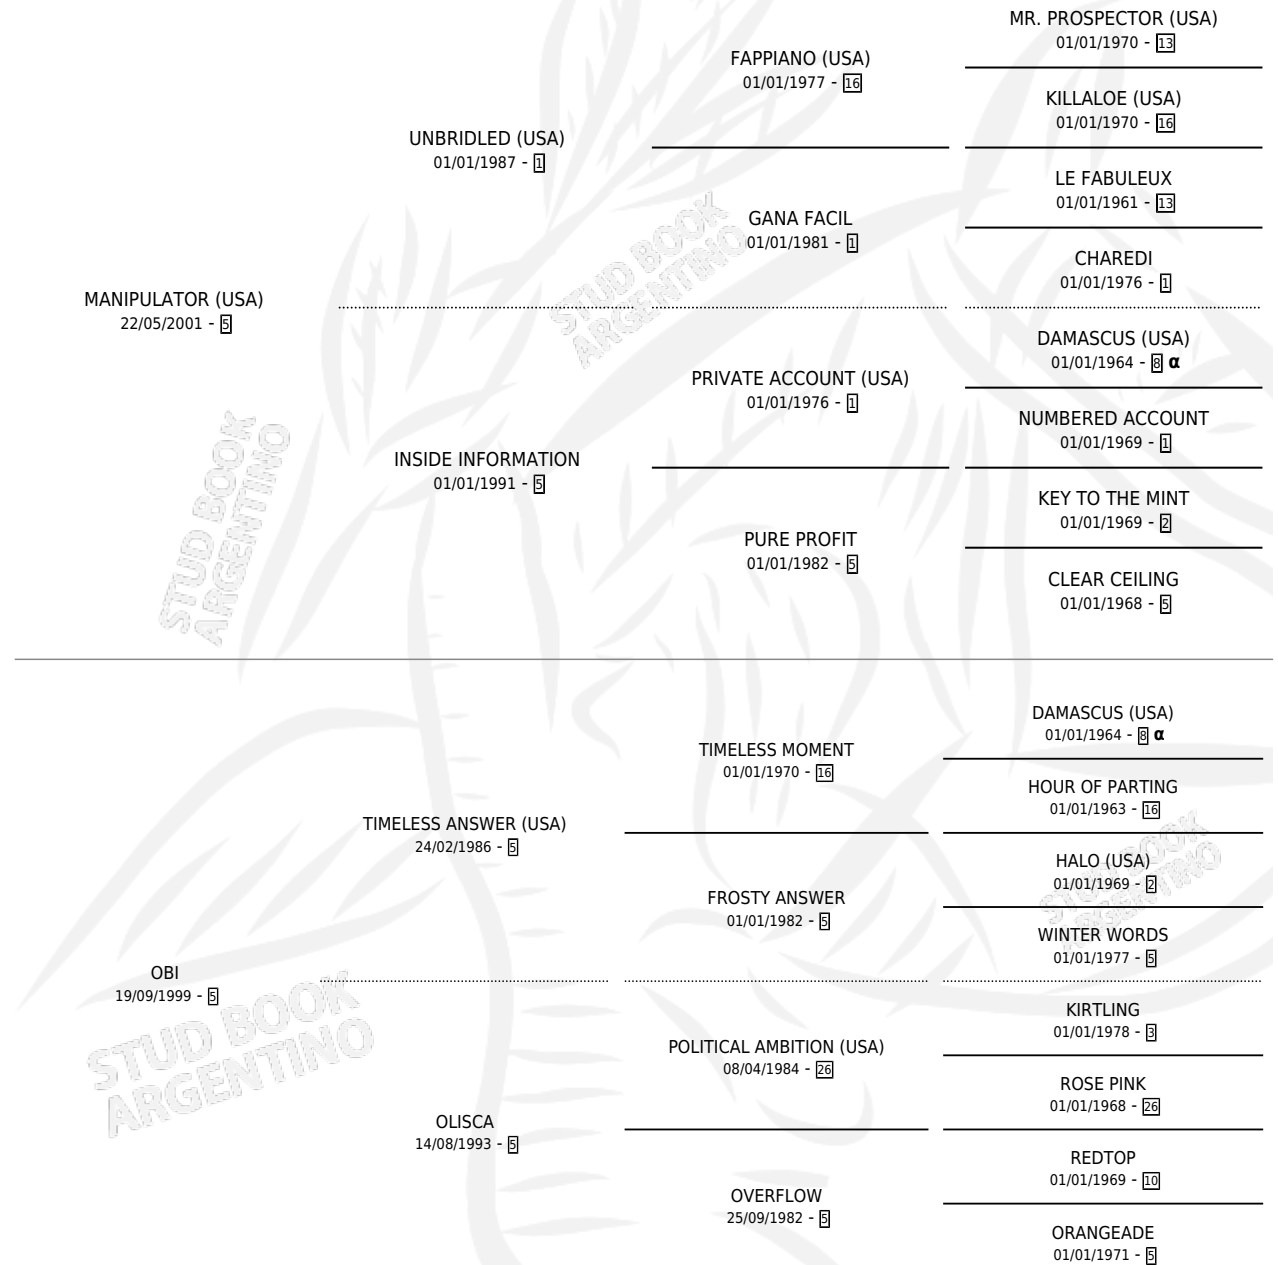 MR. PROSPECTOR (USA)
01/01/1970 - 13
FAPPIANO (USA)
01/01/1977 - 16
KILLALOE (USA)
01/01/1970 - 16
UNBRIDLED (USA)
01/01/1987 - 1
LE FABULEUX
01/01/1961 - 13
GANA FACIL
01/01/1981 - 1
CHAREDI
01/01/1976 - 1
STUD BOOK
ARGENTINO
MANIPULATOR (USA)
22/05/2001 - 5
DAMASCUS (USA)
01/01/1964 - 8 α
PRIVATE ACCOUNT (USA)
01/01/1976 - 1
NUMBERED ACCOUNT
01/01/1969 - 1
INSIDE INFORMATION
01/01/1991 - 5
KEY TO THE MINT
01/01/1969 - 2
PURE PROFIT
01/01/1982 - 5
CLEAR CEILING
01/01/1968 - 5
STUD BOOK
ARGENTINO
DAMASCUS (USA)
01/01/1964 - 8 α
TIMELESS MOMENT
01/01/1970 - 16
HOUR OF PARTING
01/01/1963 - 16
TIMELESS ANSWER (USA)
24/02/1986 - 5
HALO (USA)
01/01/1969 - 2
FROSTY ANSWER
01/01/1982 - 5
WINTER WORDS
01/01/1977 - 5
STUD BOOK
ARGENTINO
OBI
19/09/1999 - 5
KIRTLING
01/01/1978 - 3
POLITICAL AMBITION (USA)
08/04/1984 - 26
ROSE PINK
01/01/1968 - 26
STUD BOOK
ARGENTINO
OLISCA
14/08/1993 - 5
REDTOP
01/01/1969 - 10
OVERFLOW
25/09/1982 - 5
ORANGEADE
01/01/1971 - 5